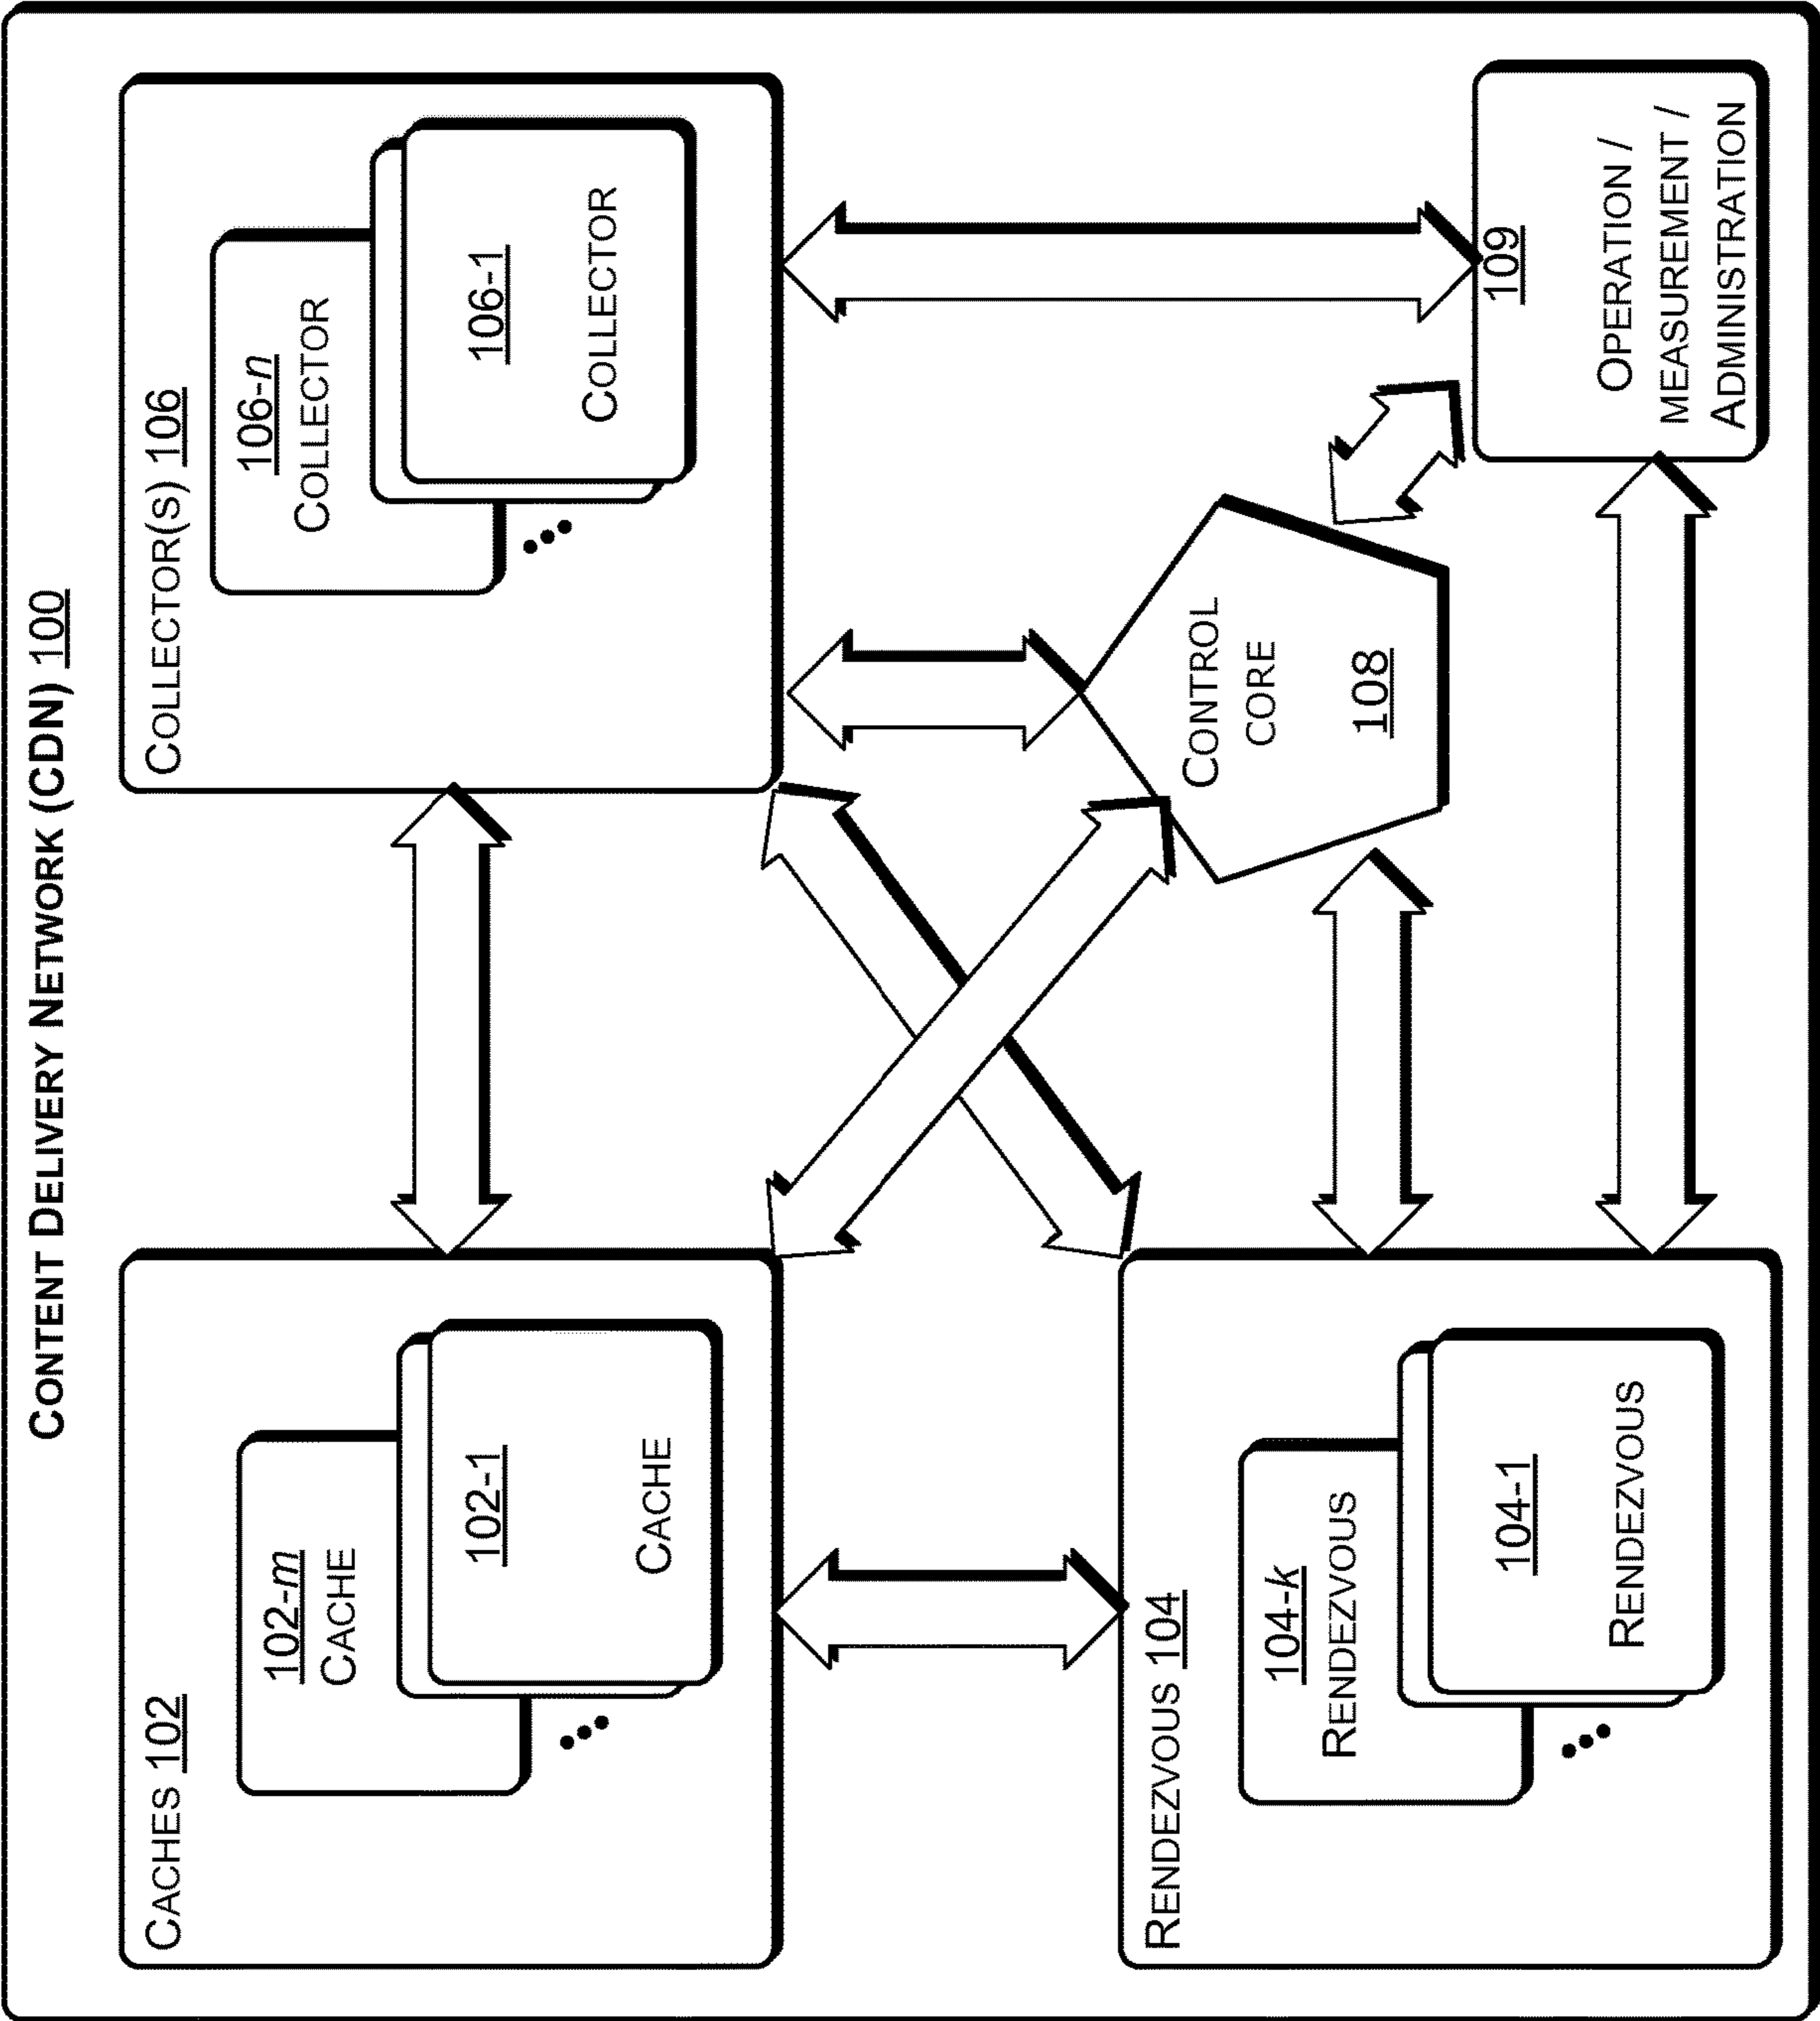 CONTENT DELIVERY NETWORK (CDN) 100
CACHES 102
102-m
CACHE
102-1
CACHE
COLLECTOR(S) 106
106-n
COLLECTOR
106-1
COLLECTOR
RENDEZVOUS 104
104-k
RENDEZVOUS
104-1
RENDEZVOUS
CONTROL
CORE
108
109
OPERATION /
MEASUREMENT /
ADMINISTRATION